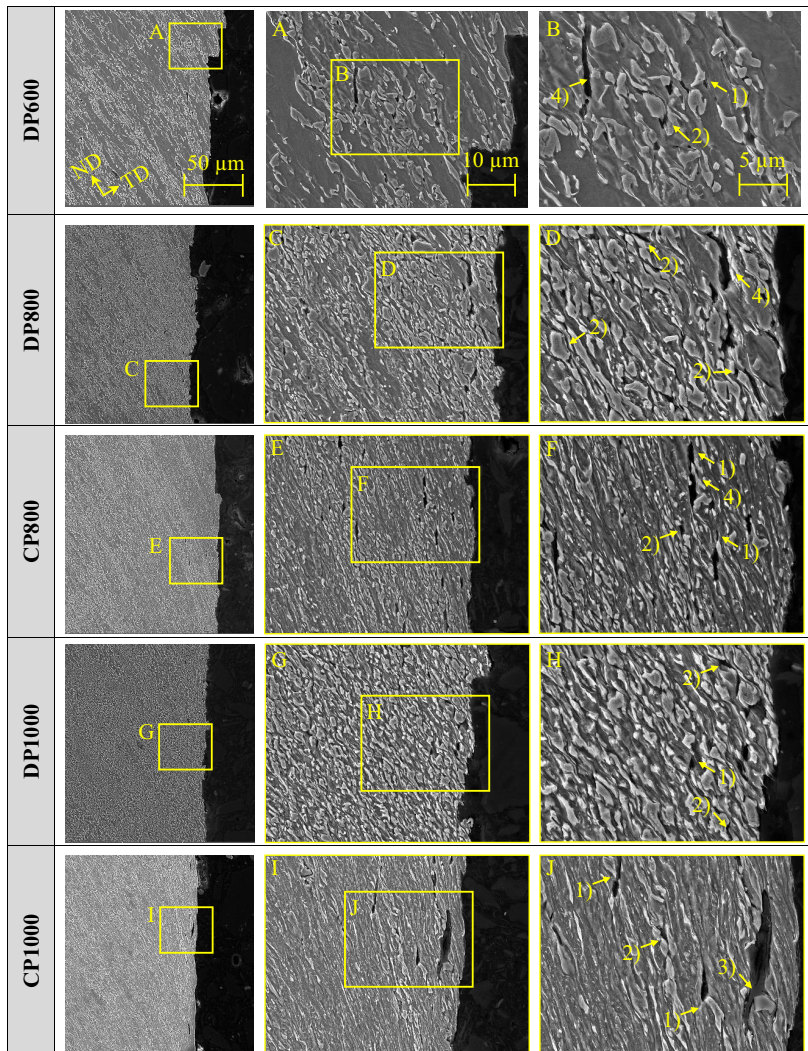 DP600
A
ND
TD
50 µm
A
B
10 µm
B
4)
1)
2)
5 µm
DP800
C
C
D
D
2)
4)
2)
2)
CP800
E
E
F
F
1)
4)
2)
1)
DP1000
G
G
H
H
2)
1)
2)
CP1000
I
I
J
J
1)
2)
3)
1)